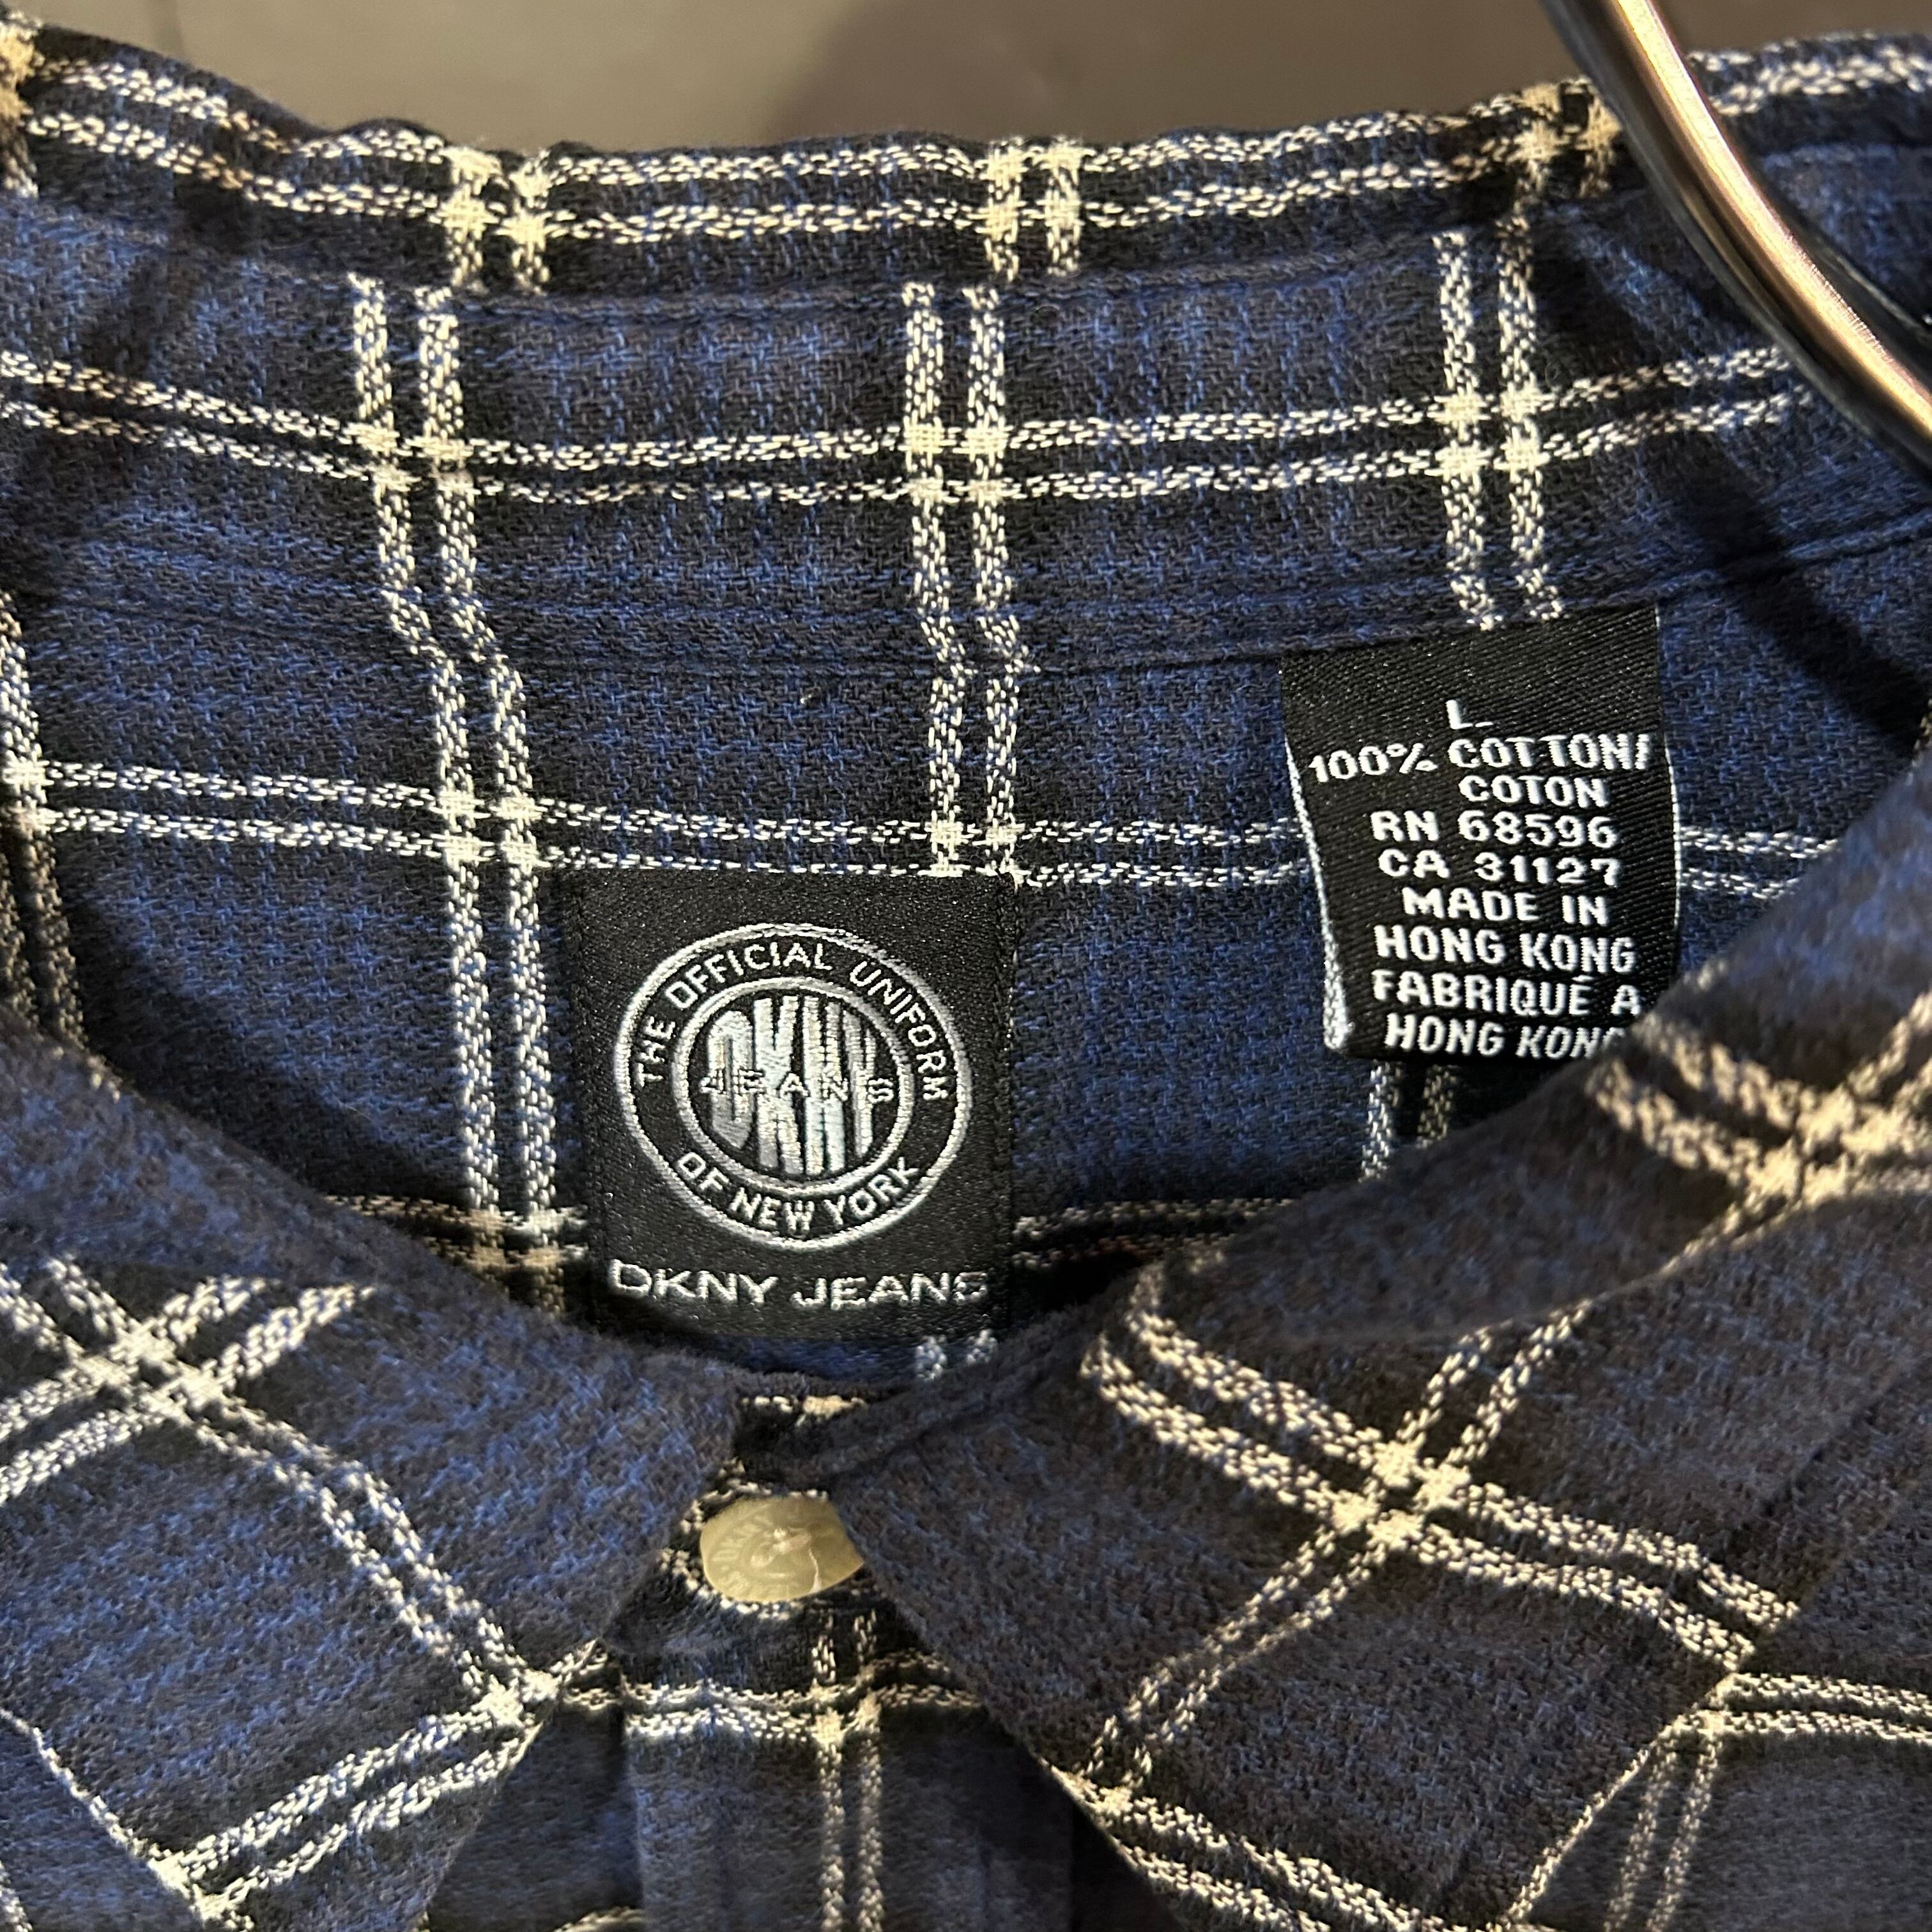 L
100% COTTON/
COTON
RN 68596
CA 31127
MADE IN
HONG KONG
FABRIQUÉ A
HONG KONG
THE OFFICIAL UNIFORM
DKNY
JEANS
OF NEW YORK
DKNY JEANS
DKNY